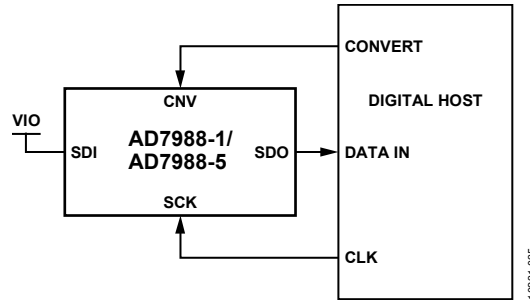 CONVERT
CNV
DIGITAL HOST
VIO
SDI
AD7988-1/
AD7988-5
SDO
DATA IN
SCK
CLK